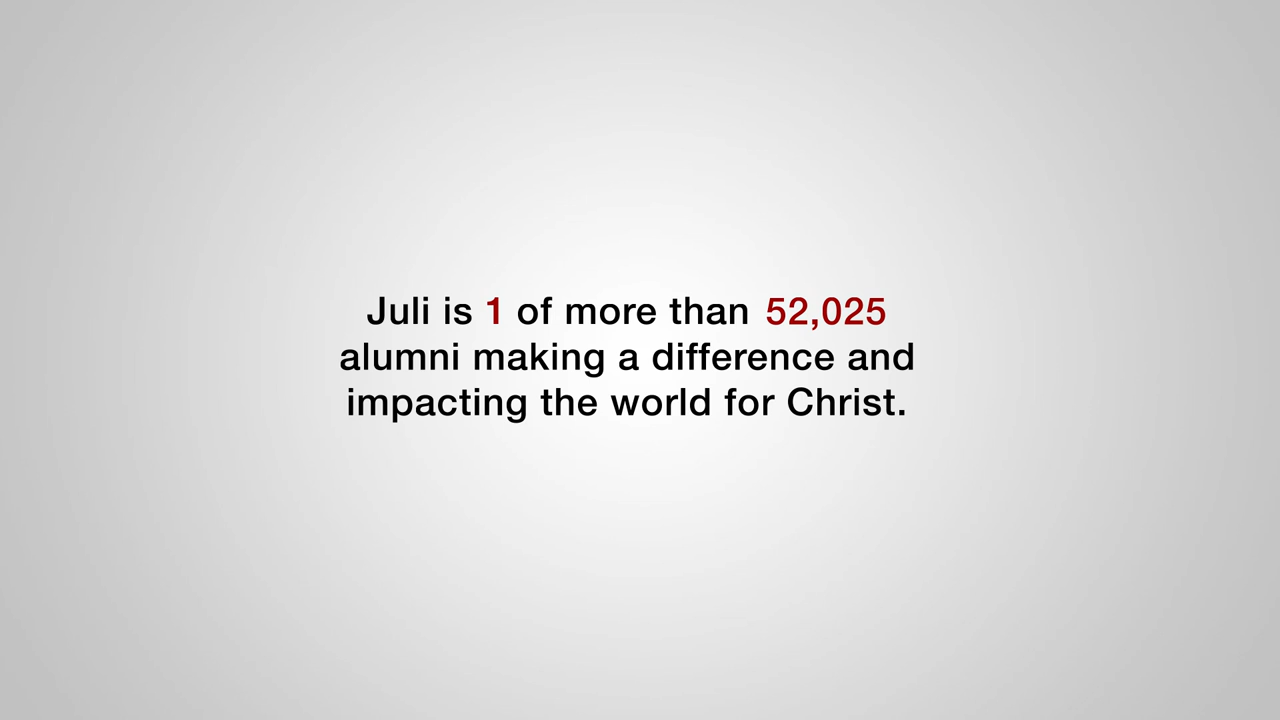 Juli is 1 of more than 52,025
alumni making a difference and
impacting the world for Christ.